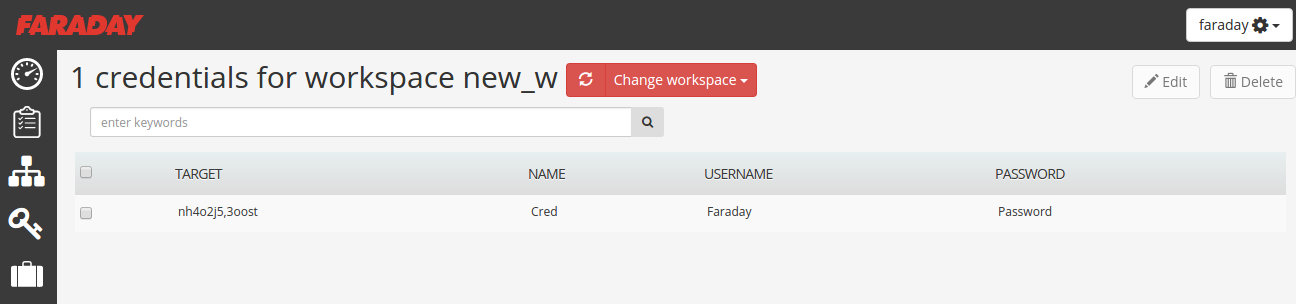 FARADAY
faraday
1 credentials for workspace new_w Change workspace Edit Delete
enter keywords
TARGET NAME USERNAME PASSWORD
nh4o2j5,3oost Cred Faraday Password